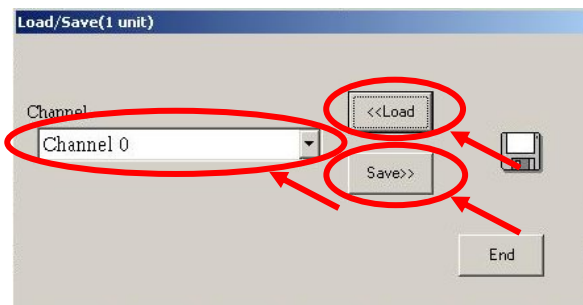 Load/Save(1 unit)
Channel
<<Load
Channel 0
Save>>
End